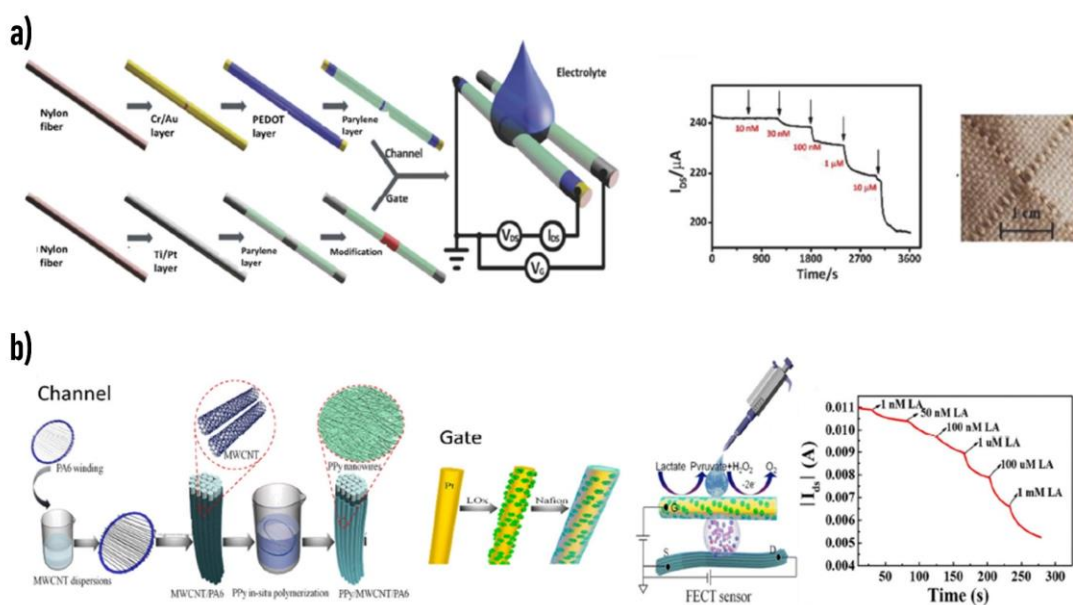 a)
Nylon
fiber
Cr/Au
layer
PEDOT
layer
Parylene
layer
Channel
Gate
Nylon
fiber
Ti/Pt
layer
Parylene
layer
Modification
Electrolyte
V_DS
I_DS
V_G
I_DS/μA
240
220
200
10 nM
30 nM
100 nM
1 μM
10 μM
0
900
1800
2700
3600
Time/s
1 cm
b)
Channel
PA6 winding
MWCNT dispersions
MWCNT
MWCNT/PA6
PPy in-situ polymerization
PPy nanowires
PPy/MWCNT/PA6
Gate
Pt
LOx
Nafion
Lactate
Pyruvate+H₂O₂
O₂
-2e
G
S
D
FECT sensor
|I_ds| (A)
0.011
0.010
0.009
0.008
0.007
0.006
0.005
0.004
1 nM LA
50 nM LA
100 nM LA
1 uM LA
100 uM LA
1 mM LA
50
100
150
200
250
300
Time (s)